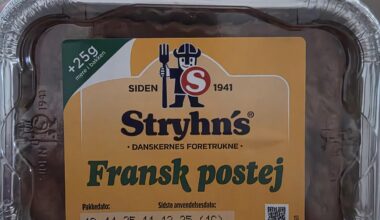 +25g
mere i bakken
SIDEN S 1941
Stryhn's®
• DANSKERNES FORETRUKNE •
Fransk postej
Pakkedato: Sidste anvendelsesdato: